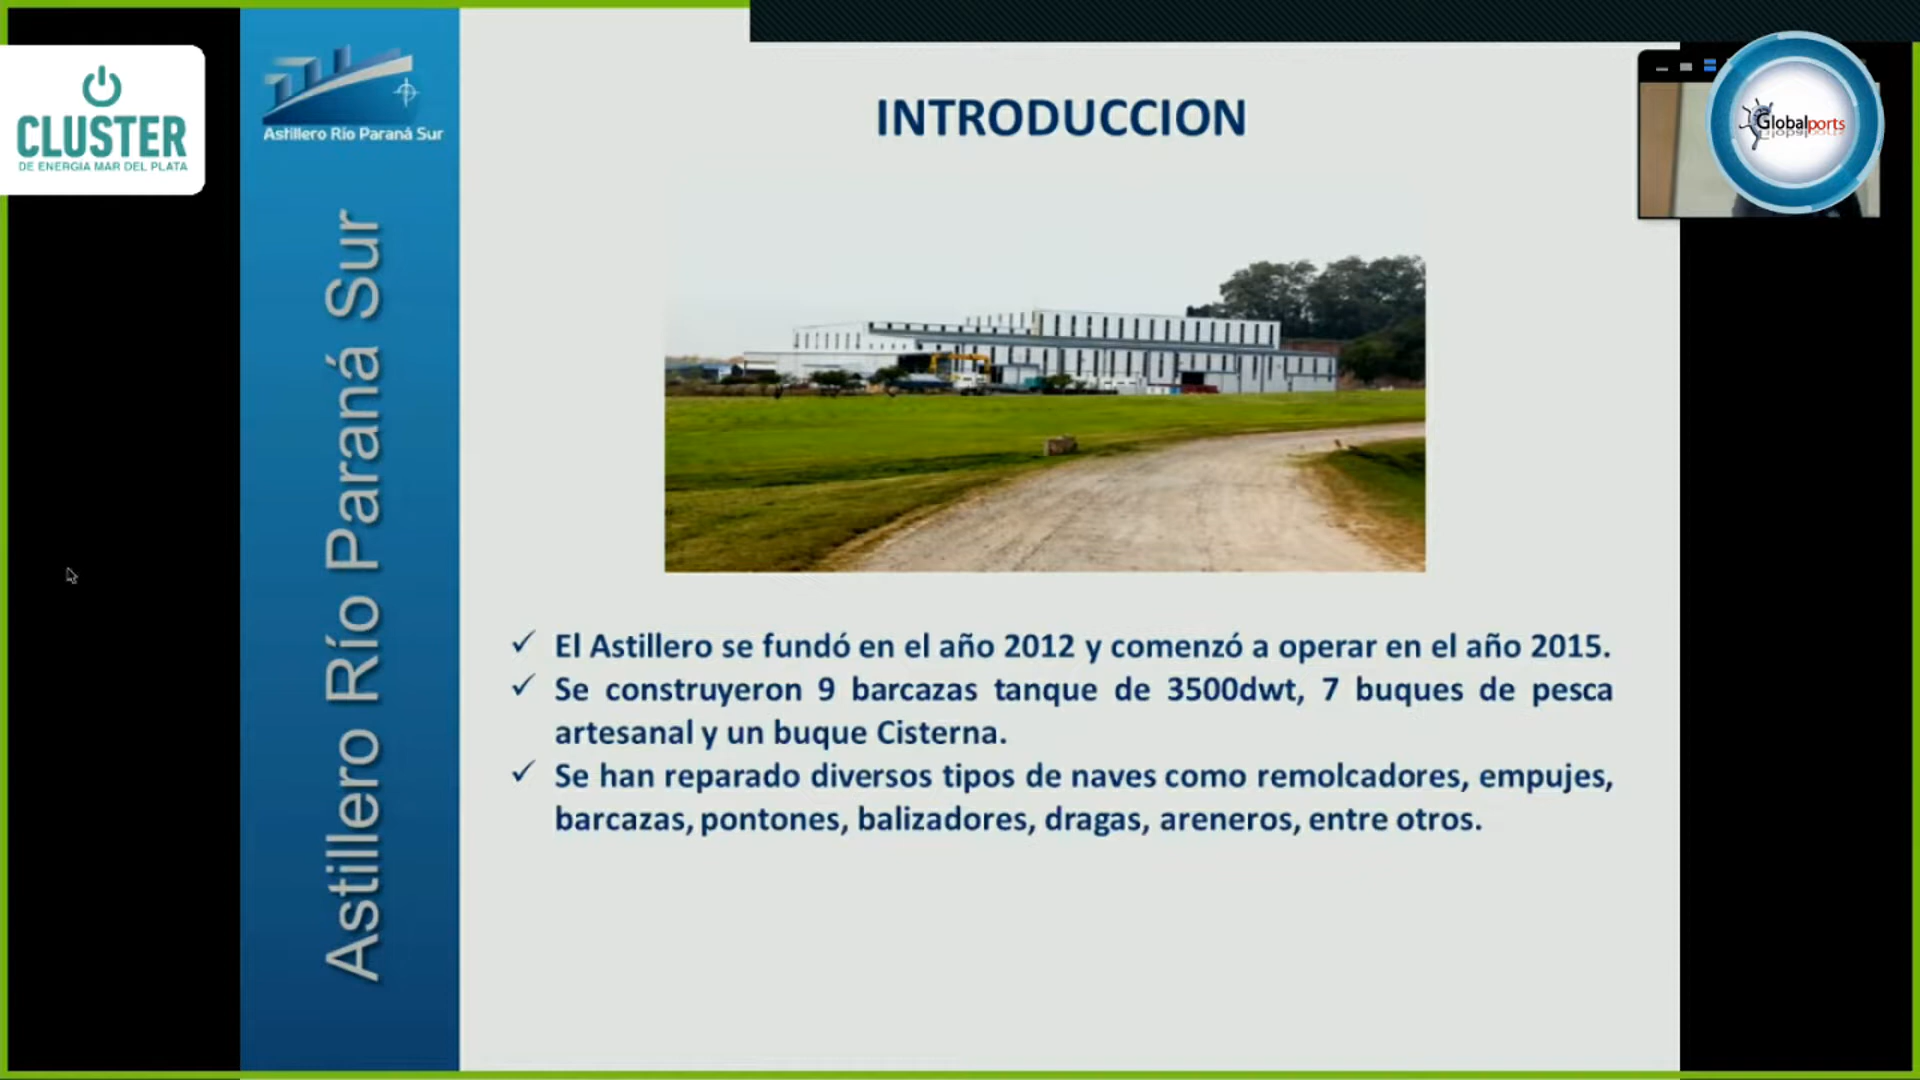 CLUSTER
DE ENERGIA MAR DEL PLATA
Astillero Río Paraná Sur
Astillero Río Paraná Sur
INTRODUCCION
Globalports
El Astillero se fundó en el año 2012 y comenzó a operar en el año 2015.
Se construyeron 9 barcazas tanque de 3500dwt, 7 buques de pesca
artesanal y un buque Cisterna.
Se han reparado diversos tipos de naves como remolcadores, empujes,
barcazas, pontones, balizadores, dragas, areneros, entre otros.